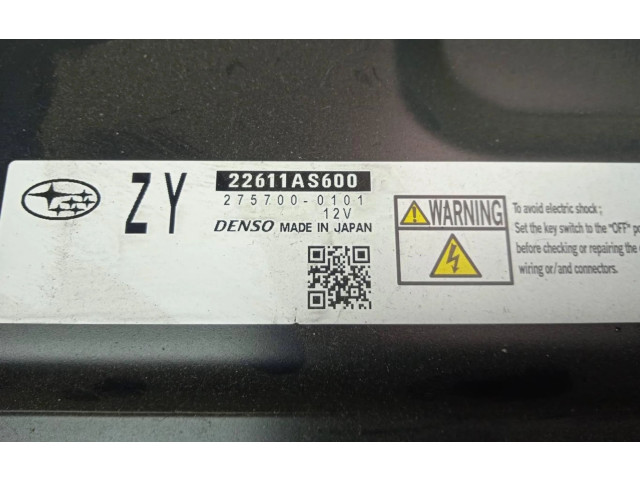 ZY
22611AS600
275700-0101
12V
DENSO MADE IN JAPAN
WARNING
To avoid electric shock;
Set the key switch to the "OFF" po
before checking or repairing the
wiring or/and connectors.